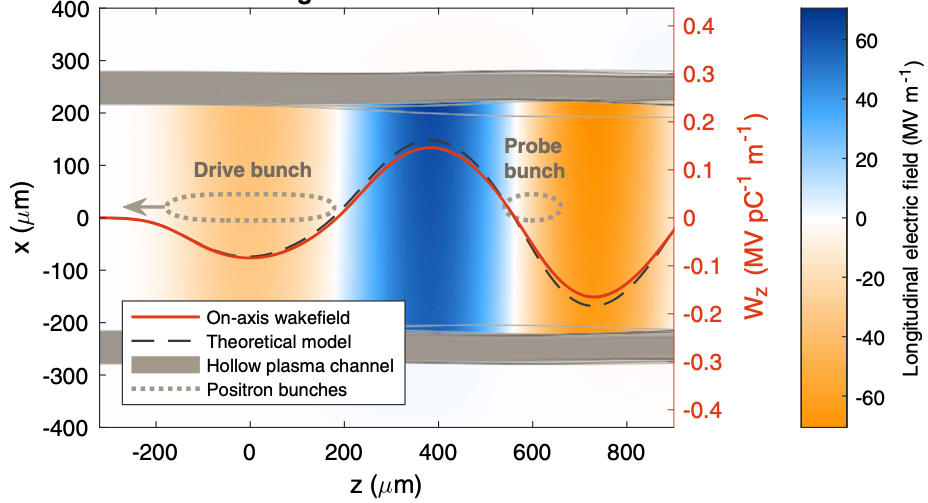 400
300
200
100
0
-100
-200
-300
-400
x (μm)
Drive bunch
Probe
bunch
On-axis wakefield
Theoretical model
Hollow plasma channel
Positron bunches
-200
0
200
400
600
800
z (μm)
0.4
0.3
0.2
0.1
0
-0.1
-0.2
-0.3
-0.4
Wz (MV pC⁻¹ m⁻¹)
60
40
20
0
-20
-40
-60
Longitudinal electric field (MV m⁻¹)